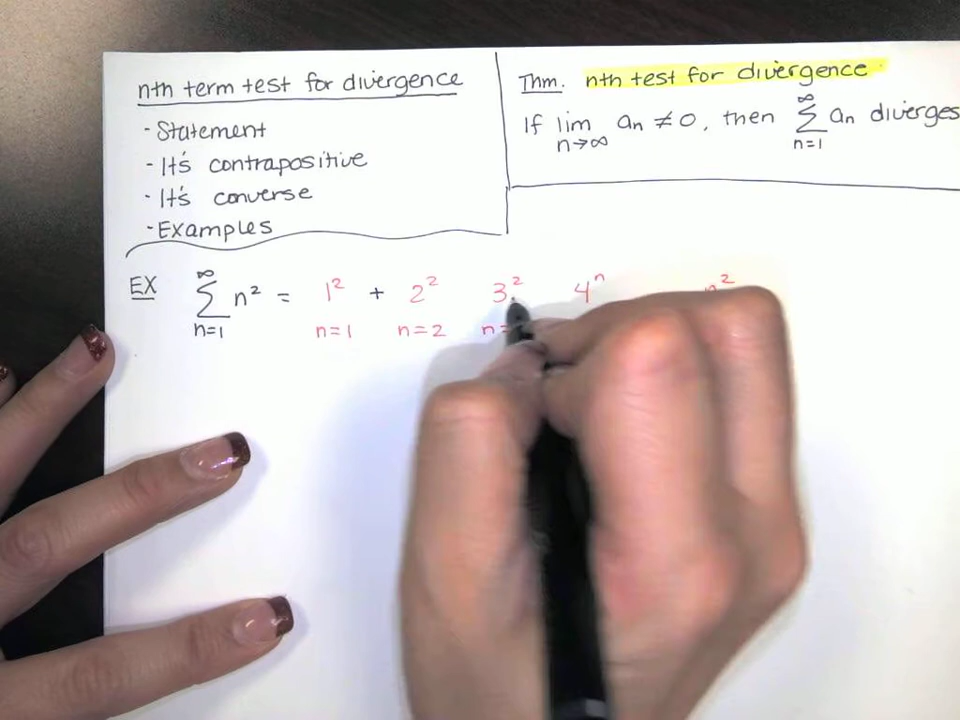 nth term test for divergence
- Statement
- It's contrapositive
- It's converse
- Examples
Thm. nth test for divergence
If lim n→∞ an ≠ 0, then ∞ Σ n=1 an diverges
EX ∞ Σ n=1 n² = 1² + 2² 3² 4ⁿ n²
n=1 n=2 n=